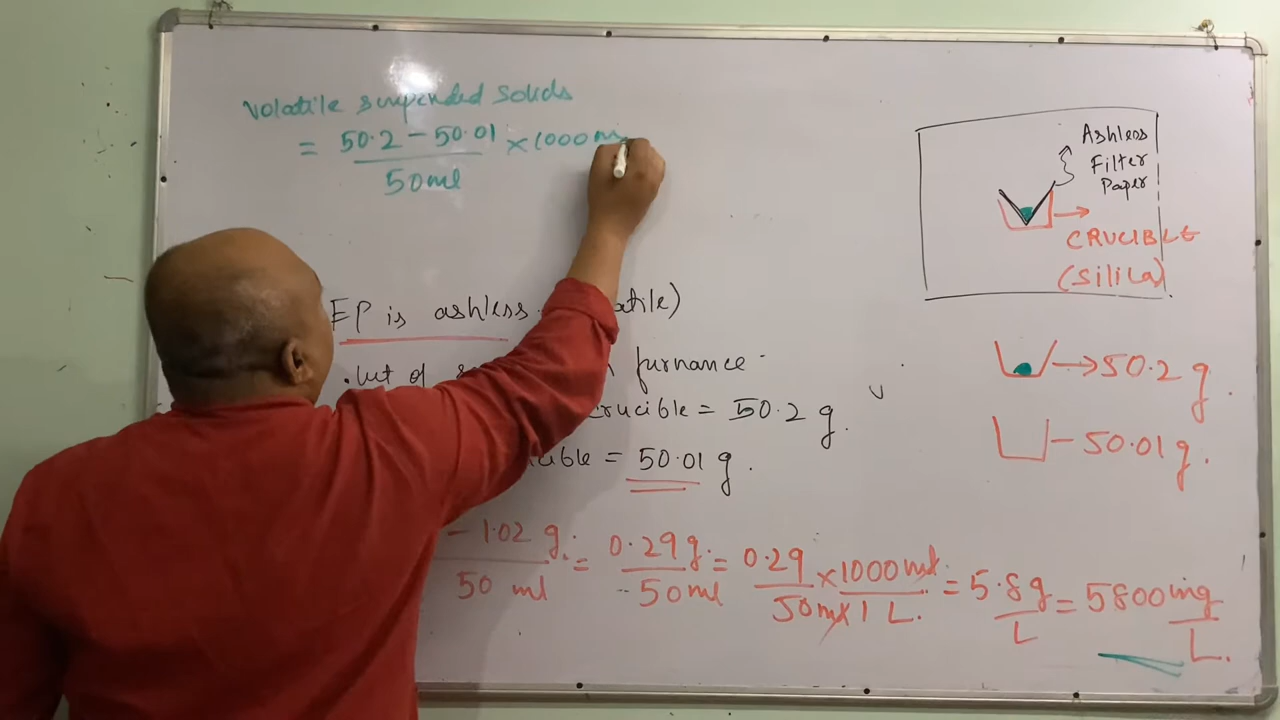 Volatile suspended solids
= 50.2 - 50.01 × 1000 m
50 ml
Ashless
Filter
Paper
CRUCIBLE
(Silica)
FP is ashless.
furnance
crucible = 50.2 g.
= 50.01 g.
→ 50.2 g.
- 50.01 g.
- 1.02 g. = 0.29 g. = 0.29 × 1000 ml = 5.8 g = 5800 mg
50 ml 50 ml 50 ml × 1 L. L L.